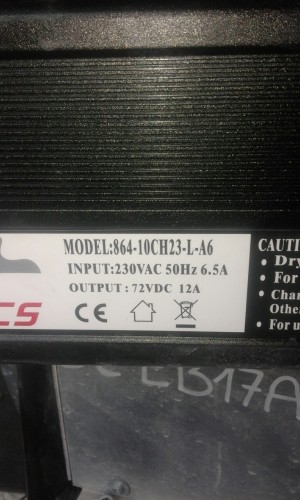 MODEL:864-10CH23-L-A6
INPUT:230VAC 50Hz 6.5A
OUTPUT : 72VDC 12A
CS
CE
CAUTI
• Dry
• For
• Char
Othe
• For u
EB17A